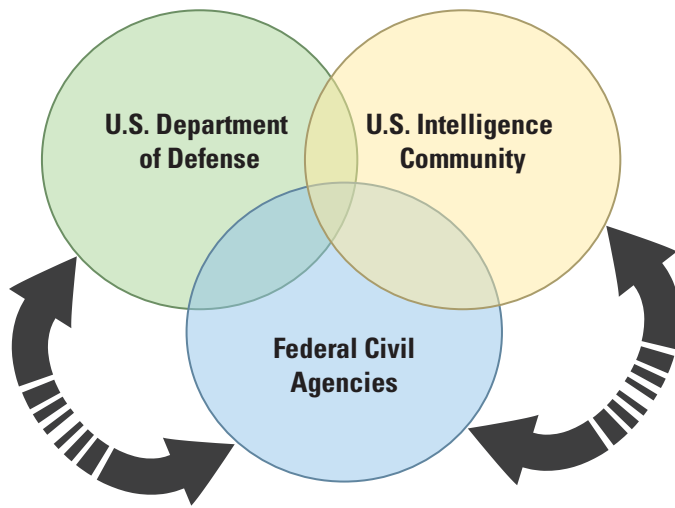 U.S. Department
of Defense
U.S. Intelligence
Community
Federal Civil
Agencies